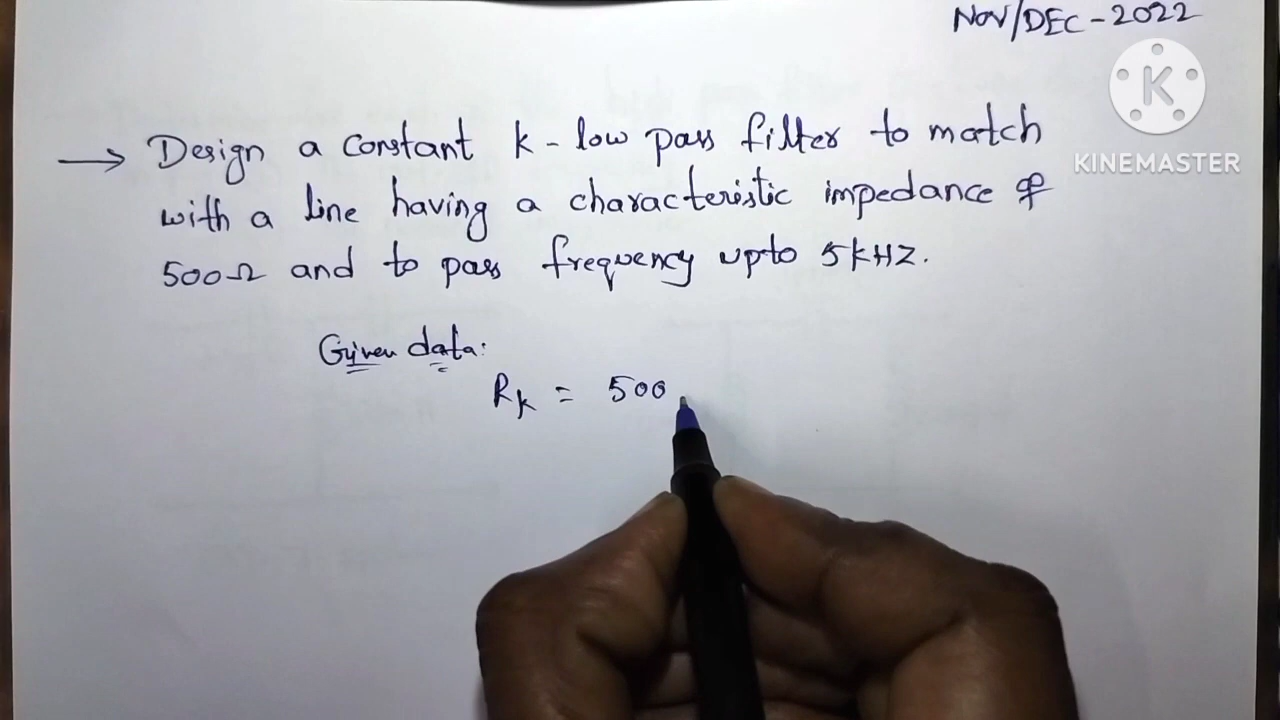 NOV/DEC-2022
K
KINEMASTER
→ Design a constant k-low pass filter to match
with a line having a characteristic impedance of
500Ω and to pass frequency upto 5kHZ.
Given data:
Rk = 500